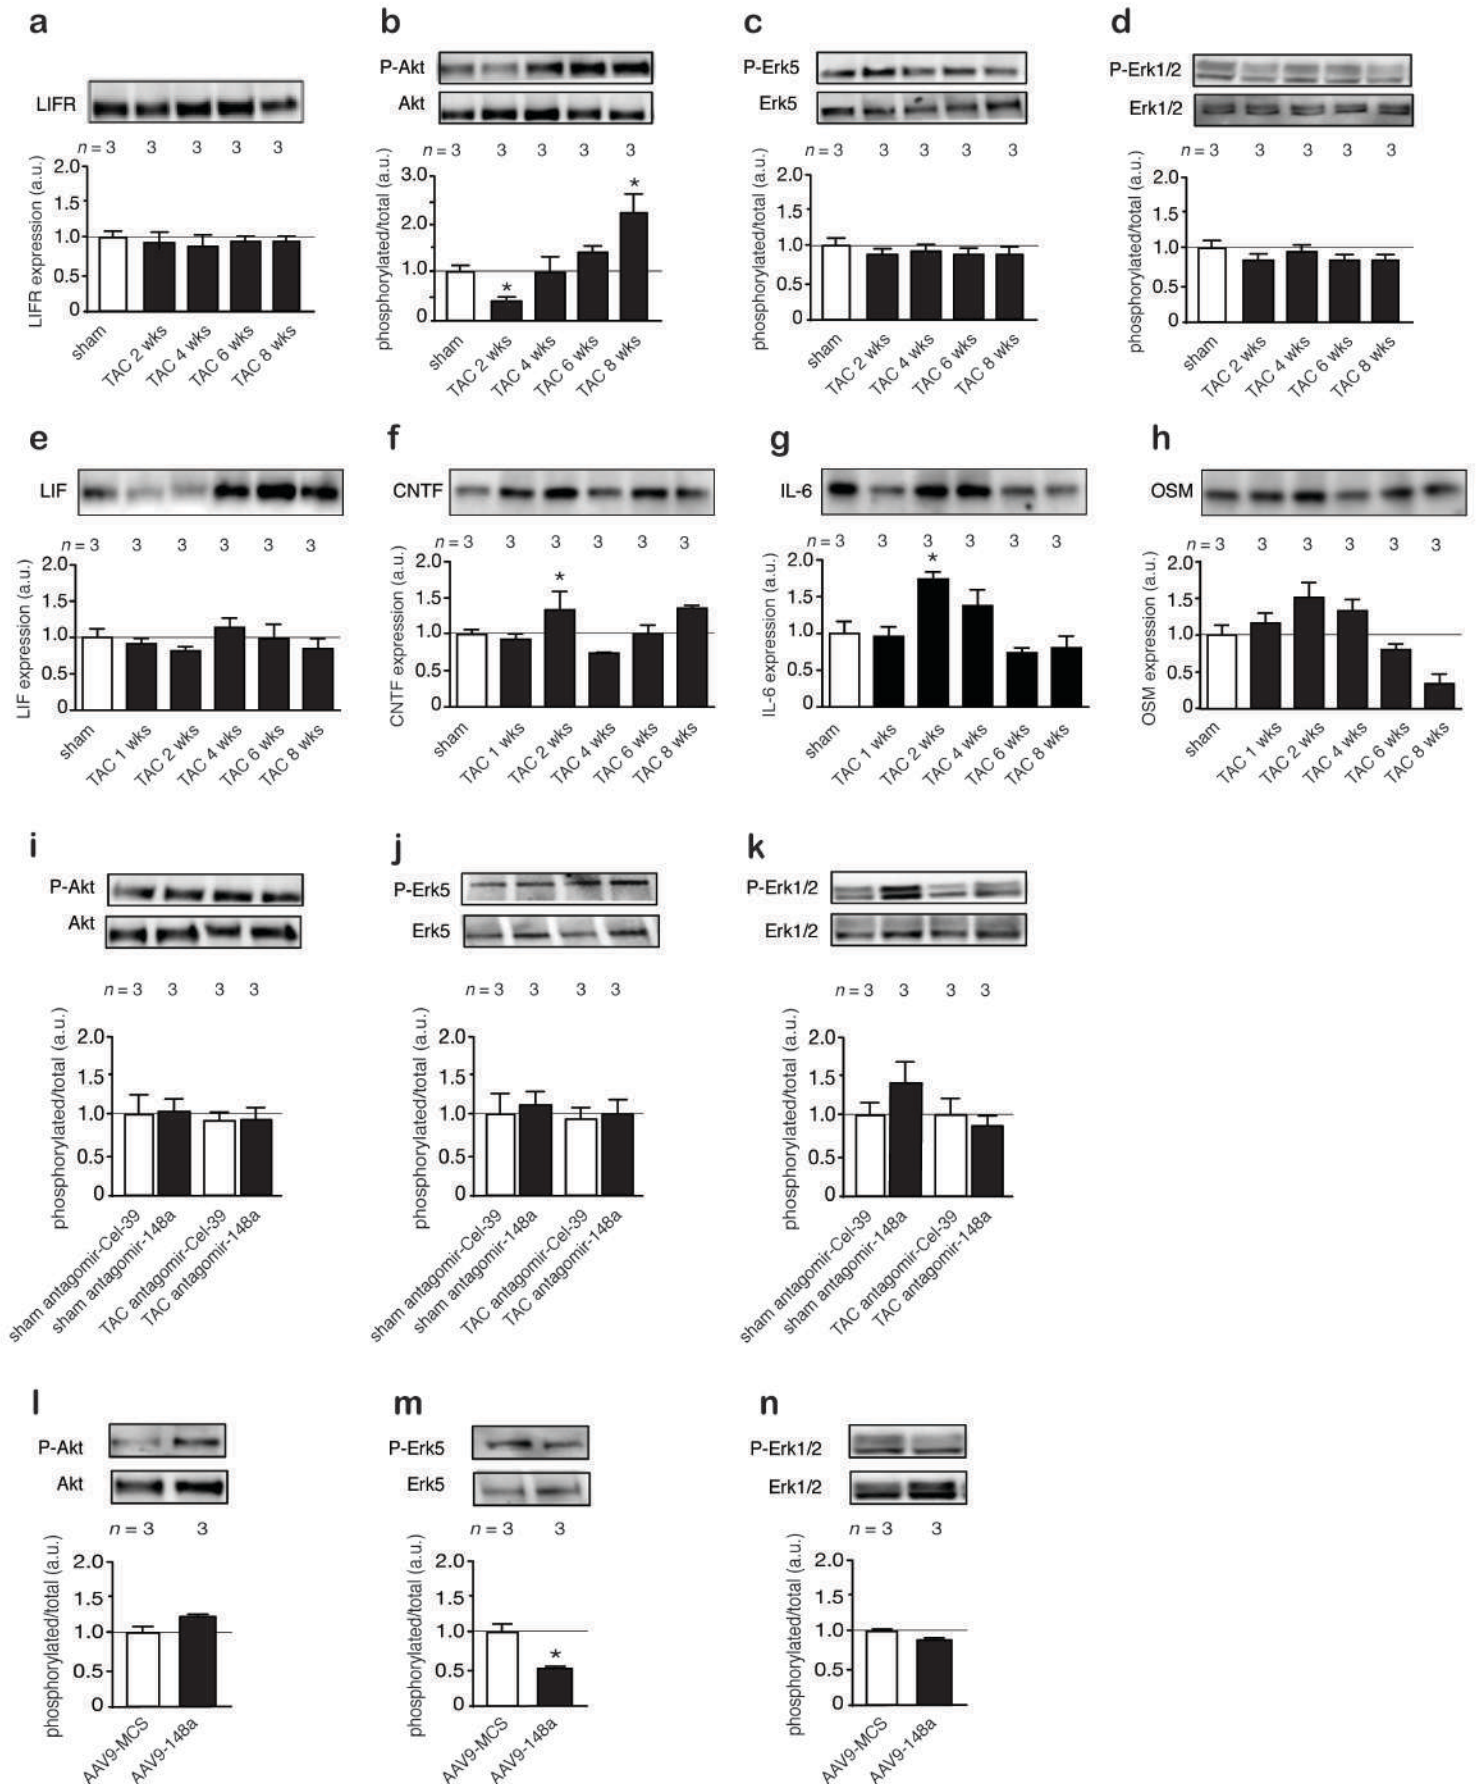 a
LIFR
n = 3 3 3 3 3
LIFR expression (a.u.)
2.0
1.5
1.0
0.5
0
sham
TAC 2 wks
TAC 4 wks
TAC 6 wks
TAC 8 wks
b
P-Akt
Akt
n = 3 3 3 3 3
phosphorylated/total (a.u.)
3.0
2.0
1.0
0
*
*
sham
TAC 2 wks
TAC 4 wks
TAC 6 wks
TAC 8 wks
c
P-Erk5
Erk5
n = 3 3 3 3 3
phosphorylated/total (a.u.)
2.0
1.5
1.0
0.5
0
sham
TAC 2 wks
TAC 4 wks
TAC 6 wks
TAC 8 wks
d
P-Erk1/2
Erk1/2
n = 3 3 3 3 3
phosphorylated/total (a.u.)
2.0
1.5
1.0
0.5
0
sham
TAC 2 wks
TAC 4 wks
TAC 6 wks
TAC 8 wks
e
LIF
n = 3 3 3 3 3 3
LIF expression (a.u.)
2.0
1.5
1.0
0.5
0
sham
TAC 1 wks
TAC 2 wks
TAC 4 wks
TAC 6 wks
TAC 8 wks
f
CNTF
n = 3 3 3 3 3 3
CNTF expression (a.u.)
2.0
1.5
1.0
0.5
0
*
sham
TAC 1 wks
TAC 2 wks
TAC 4 wks
TAC 6 wks
TAC 8 wks
g
IL-6
n = 3 3 3 3 3 3
IL-6 expression (a.u.)
2.0
1.5
1.0
0.5
0
*
sham
TAC 1 wks
TAC 2 wks
TAC 4 wks
TAC 6 wks
TAC 8 wks
h
OSM
n = 3 3 3 3 3 3
OSM expression (a.u.)
2.0
1.5
1.0
0.5
0
sham
TAC 1 wks
TAC 2 wks
TAC 4 wks
TAC 6 wks
TAC 8 wks
i
P-Akt
Akt
n = 3 3 3 3
phosphorylated/total (a.u.)
2.0
1.5
1.0
0.5
0
sham antagomir-Cel-39
sham antagomir-148a
TAC antagomir-Cel-39
TAC antagomir-148a
j
P-Erk5
Erk5
n = 3 3 3 3
phosphorylated/total (a.u.)
2.0
1.5
1.0
0.5
0
sham antagomir-Cel-39
sham antagomir-148a
TAC antagomir-Cel-39
TAC antagomir-148a
k
P-Erk1/2
Erk1/2
n = 3 3 3 3
phosphorylated/total (a.u.)
2.0
1.5
1.0
0.5
0
sham antagomir-Cel-39
sham antagomir-148a
TAC antagomir-Cel-39
TAC antagomir-148a
l
P-Akt
Akt
n = 3 3
phosphorylated/total (a.u.)
2.0
1.5
1.0
0.5
0
AAV9-MCS
AAV9-148a
m
P-Erk5
Erk5
n = 3 3
phosphorylated/total (a.u.)
2.0
1.5
1.0
0.5
0
*
AAV9-MCS
AAV9-148a
n
P-Erk1/2
Erk1/2
n = 3 3
phosphorylated/total (a.u.)
2.0
1.5
1.0
0.5
0
AAV9-MCS
AAV9-148a